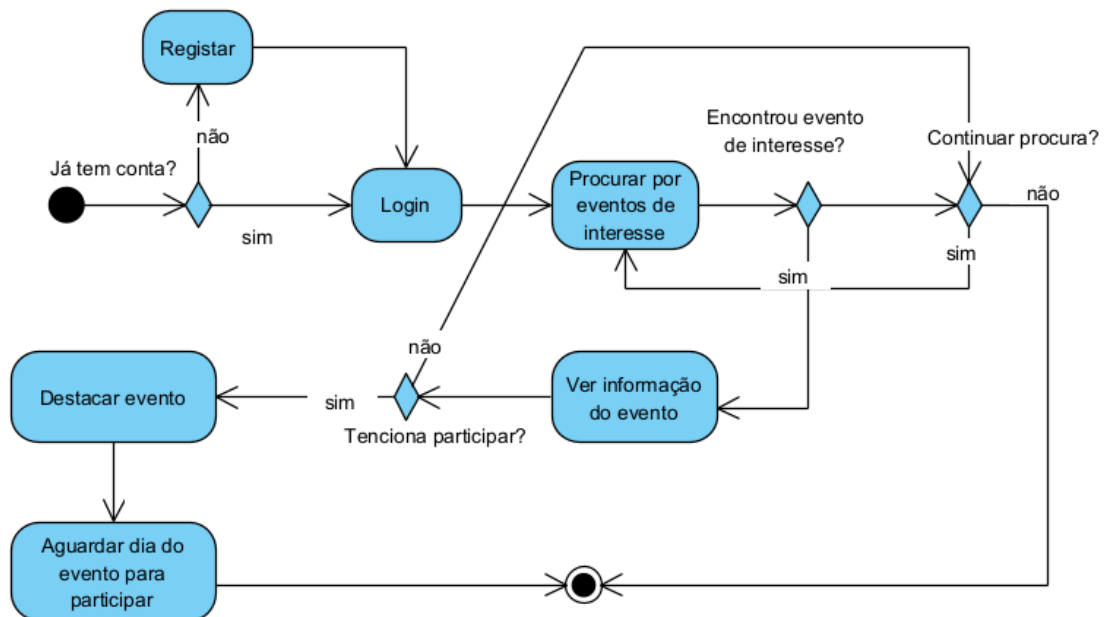 Registar
não
Já tem conta?
sim
Login
Procurar por
eventos de
interesse
Encontrou evento
de interesse?
Continuar procura?
não
sim
sim
não
Ver informação
do evento
Tenciona participar?
sim
Destacar evento
Aguardar dia do
evento para
participar